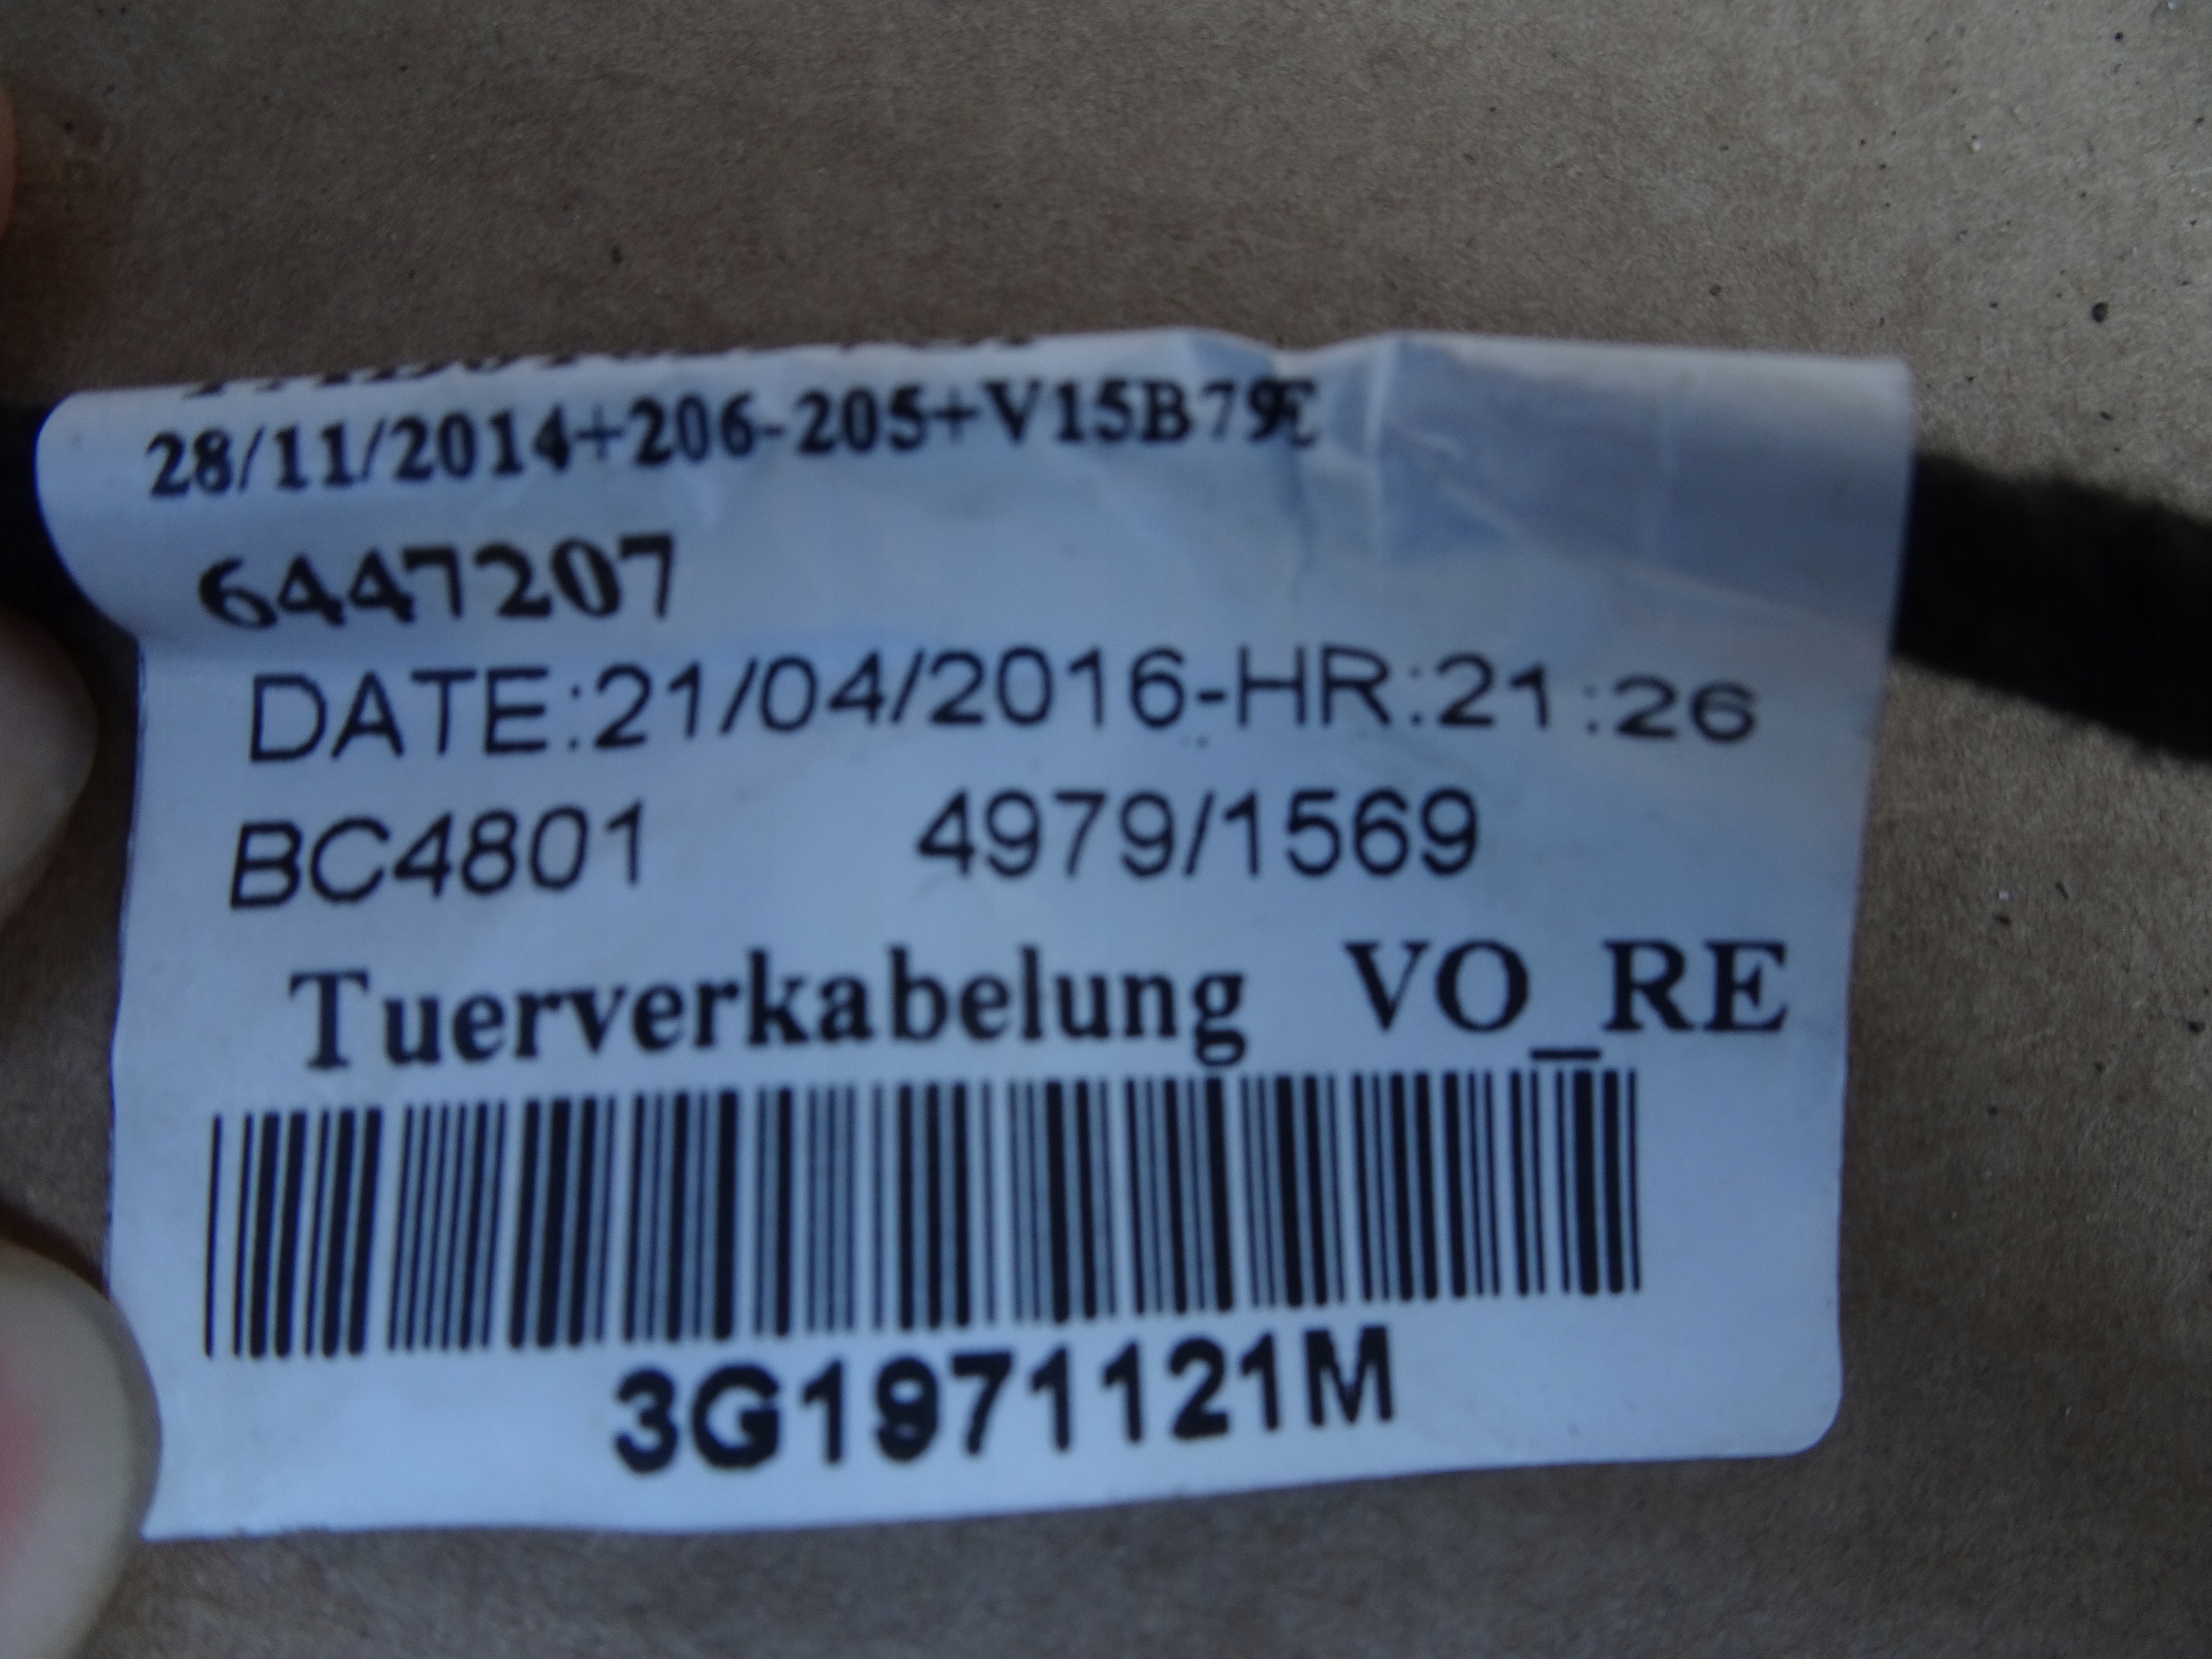 28/11/2014+206-205+V15B79E
6447207
DATE:21/04/2016-HR:21:26
BC4801 4979/1569
Tuerverkabelung VO_RE
3G1971121M